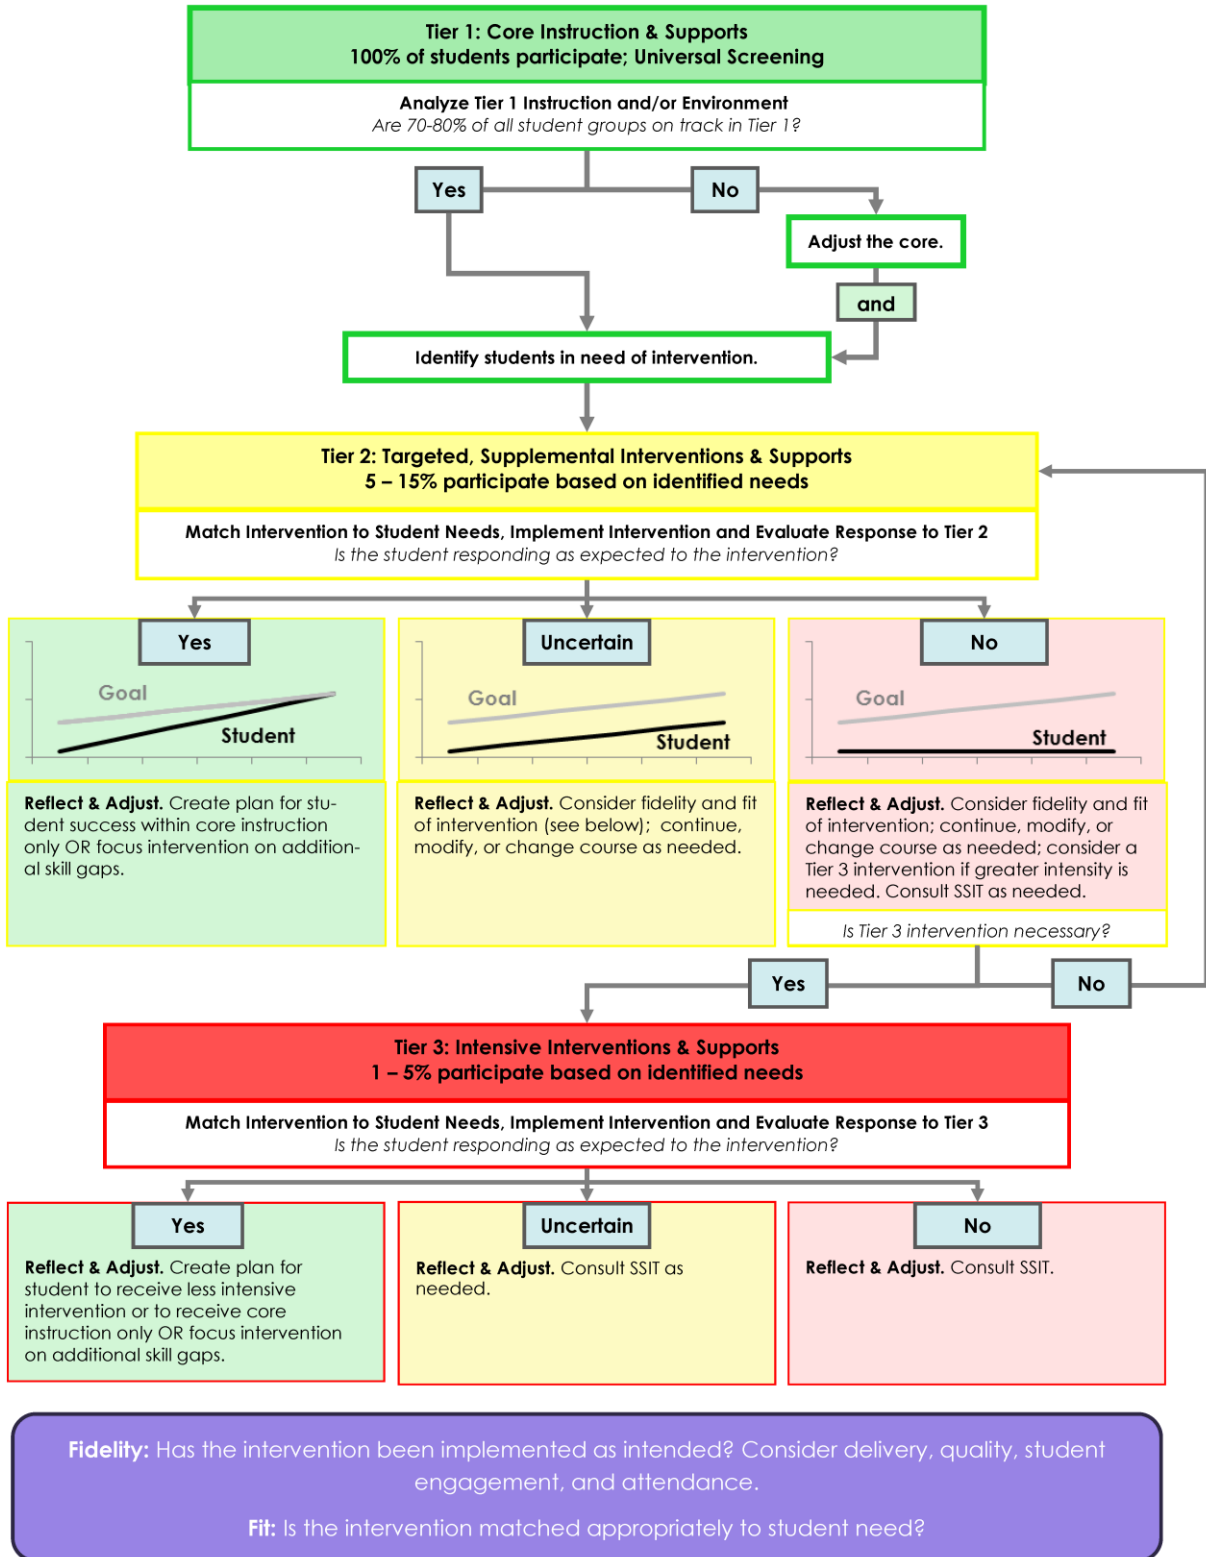 Tier 1: Core Instruction & Supports
100% of students participate; Universal Screening
Analyze Tier 1 Instruction and/or Environment
Are 70-80% of all student groups on track in Tier 1?
Yes
No
Adjust the core.
and
Identify students in need of intervention.
Tier 2: Targeted, Supplemental Interventions & Supports
5 – 15% participate based on identified needs
Match Intervention to Student Needs, Implement Intervention and Evaluate Response to Tier 2
Is the student responding as expected to the intervention?
Yes
Goal
Student
Reflect & Adjust. Create plan for stu-
dent success within core instruction
only OR focus intervention on addition-
al skill gaps.
Uncertain
Goal
Student
Reflect & Adjust. Consider fidelity and fit
of intervention (see below); continue,
modify, or change course as needed.
No
Goal
Student
Reflect & Adjust. Consider fidelity and fit
of intervention; continue, modify, or
change course as needed; consider a
Tier 3 intervention if greater intensity is
needed. Consult SSIT as needed.
Is Tier 3 intervention necessary?
Yes
No
Tier 3: Intensive Interventions & Supports
1 – 5% participate based on identified needs
Match Intervention to Student Needs, Implement Intervention and Evaluate Response to Tier 3
Is the student responding as expected to the intervention?
Yes
Reflect & Adjust. Create plan for
student to receive less intensive
intervention or to receive core
instruction only OR focus intervention
on additional skill gaps.
Uncertain
Reflect & Adjust. Consult SSIT as
needed.
No
Reflect & Adjust. Consult SSIT.
Fidelity: Has the intervention been implemented as intended? Consider delivery, quality, student
engagement, and attendance.
Fit: Is the intervention matched appropriately to student need?